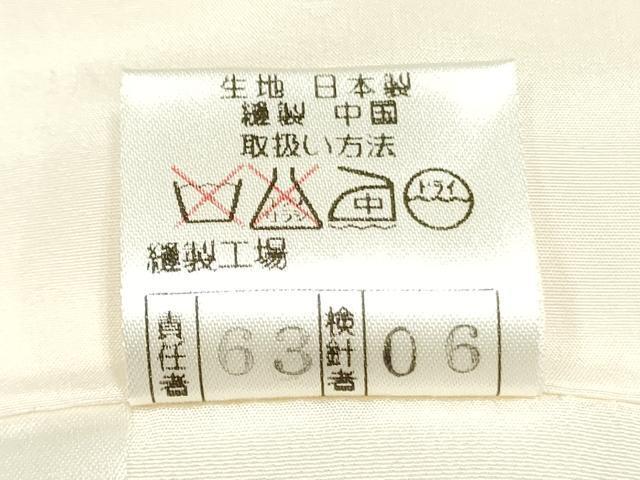 生地 日本製
縫製 中国
取扱い方法
中 ドライ
縫製工場
責任者 63 検針者 06